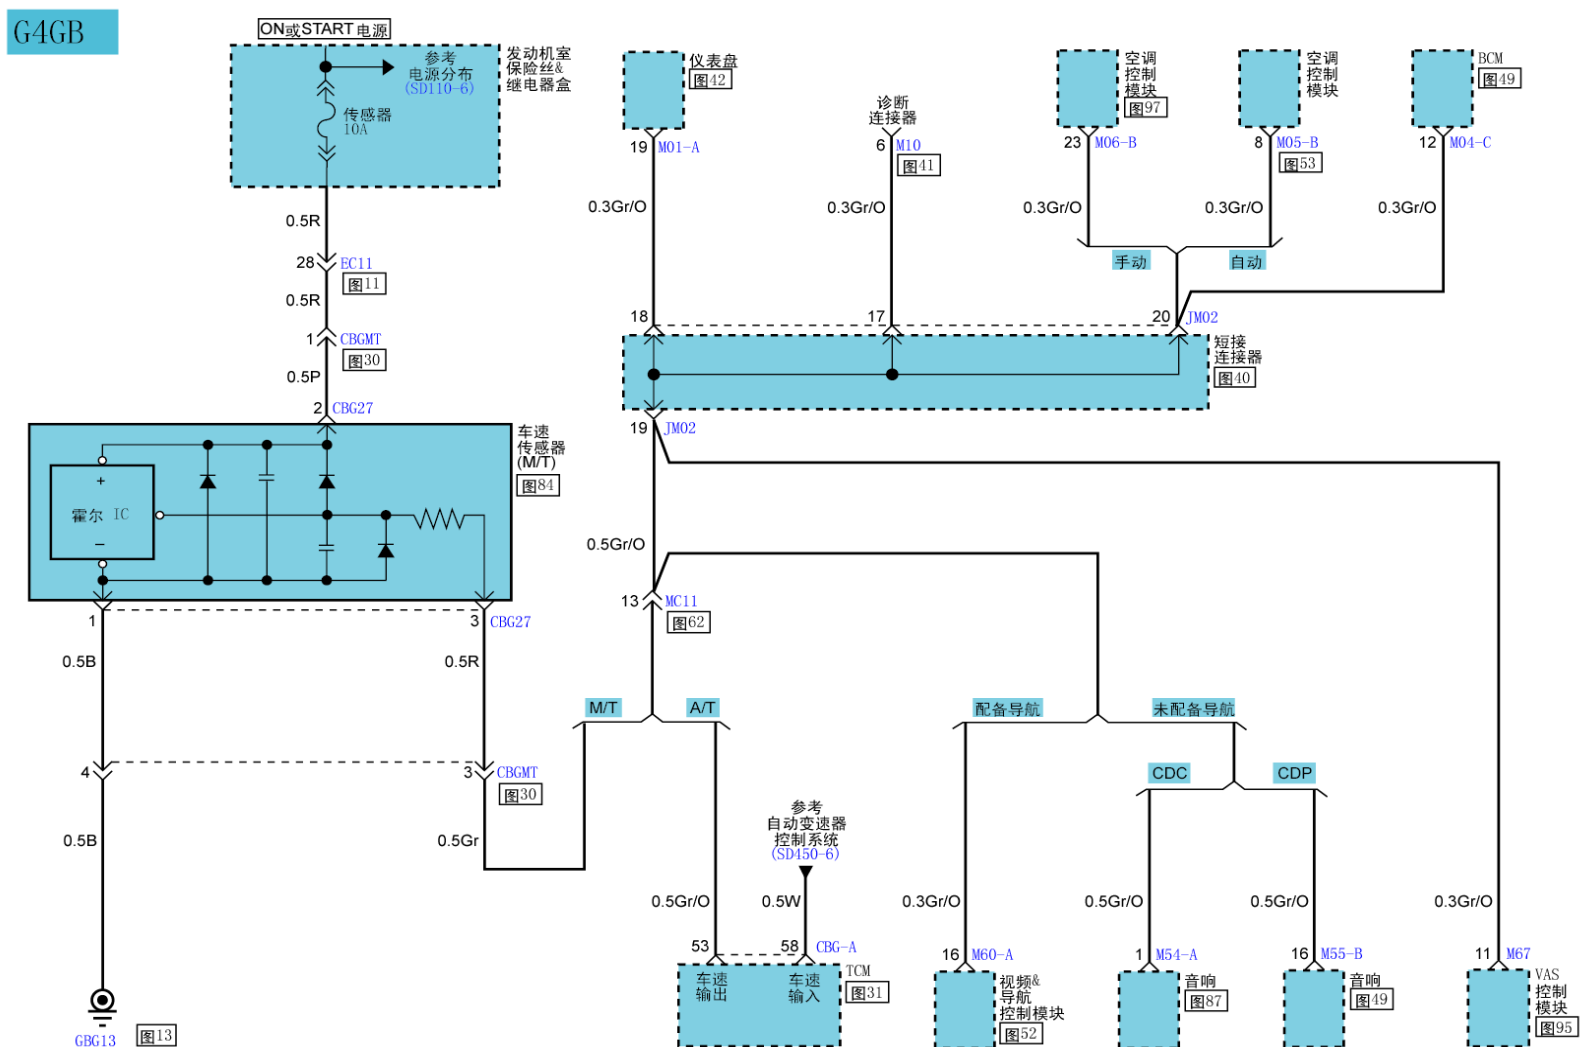 G4GB
ON或START 电源
参考
电源分布
(SD110-6)
传感器
10A
发动机室
保险丝&
继电器盒
0.5R
28 EC11
图11
0.5R
1 CBGMT
图30
0.5P
2 CBG27
车速
传感器
(M/T)
图84
+
霍尔 IC
−
1
3 CBG27
0.5B
0.5R
4
3 CBGMT
图30
0.5B
0.5Gr
GBG13
图13
仪表盘
图42
19 M01-A
0.3Gr/O
诊断
连接器
6 M10
图41
0.3Gr/O
空调
控制
模块
图97
23 M06-B
0.3Gr/O
空调
控制
模块
8 M05-B
图53
0.3Gr/O
BCM
图49
12 M04-C
0.3Gr/O
手动
自动
18
17
20 JM02
短接
连接器
图40
19 JM02
0.5Gr/O
13 MC11
图62
M/T
A/T
配备导航
未配备导航
CDC
CDP
参考
自动变速器
控制系统
(SD450-6)
0.5Gr/O
0.5W
0.3Gr/O
0.5Gr/O
0.5Gr/O
0.3Gr/O
53
58 CBG-A
车速
输出
车速
输入
TCM
图31
16 M60-A
视频&
导航
控制模块
图52
1 M54-A
音响
图87
16 M55-B
音响
图49
11 M67
VAS
控制
模块
图95